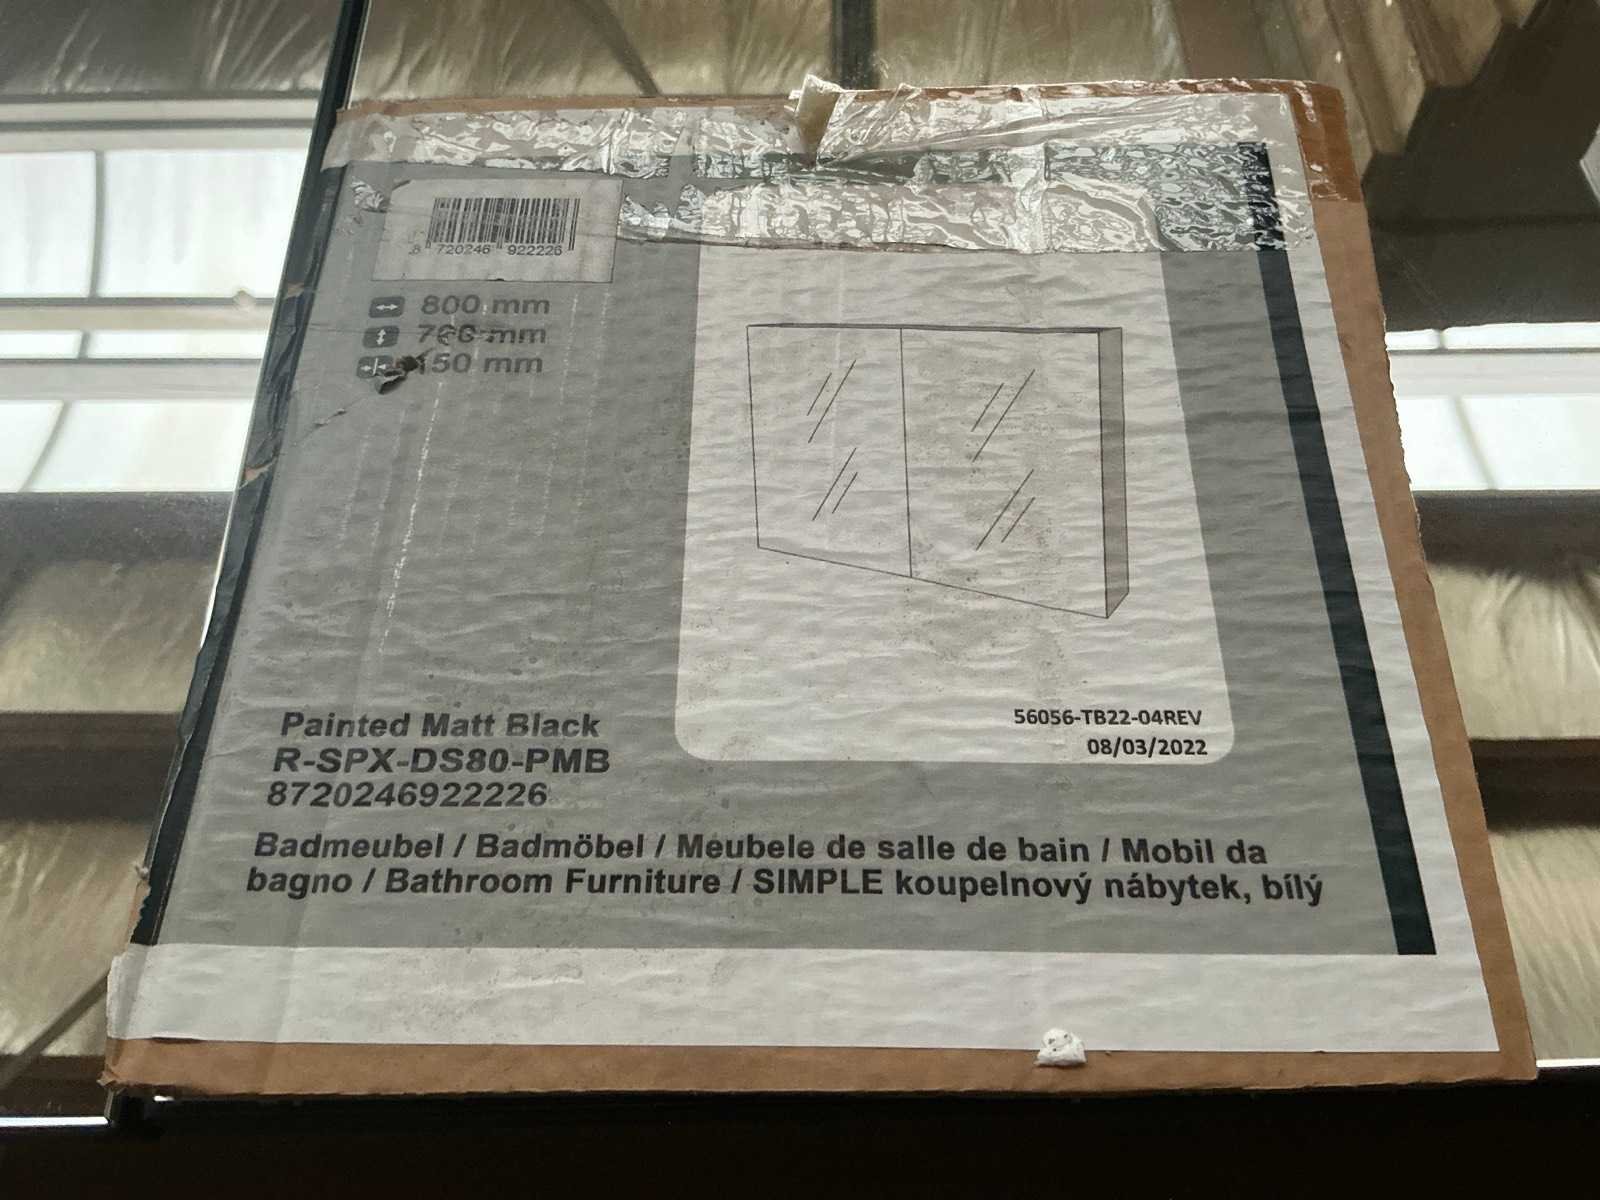 8 720246 922226
800 mm
mm
150 mm
56056-TB22-04REV
08/03/2022
Painted Matt Black
R-SPX-DS80-PMB
8720246922226
Badmeubel / Badmöbel / Meubele de salle de bain / Mobil da
bagno / Bathroom Furniture / SIMPLE koupelnový nábytek, bílý